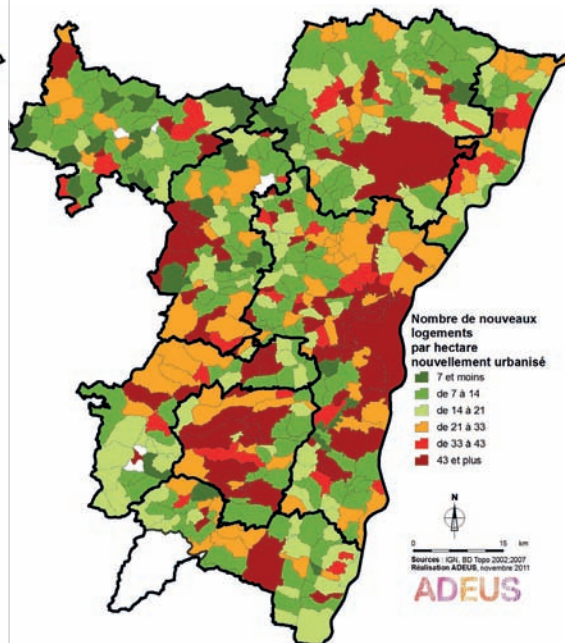 Nombre de nouveaux
logements
par hectare
nouvellement urbanisé
7 et moins
de 7 à 14
de 14 à 21
de 21 à 33
de 33 à 43
43 et plus
N
0 15 km
Sources : IGN, BD Topo 2002;2007
Réalisation ADEUS, novembre 2011
ADEUS